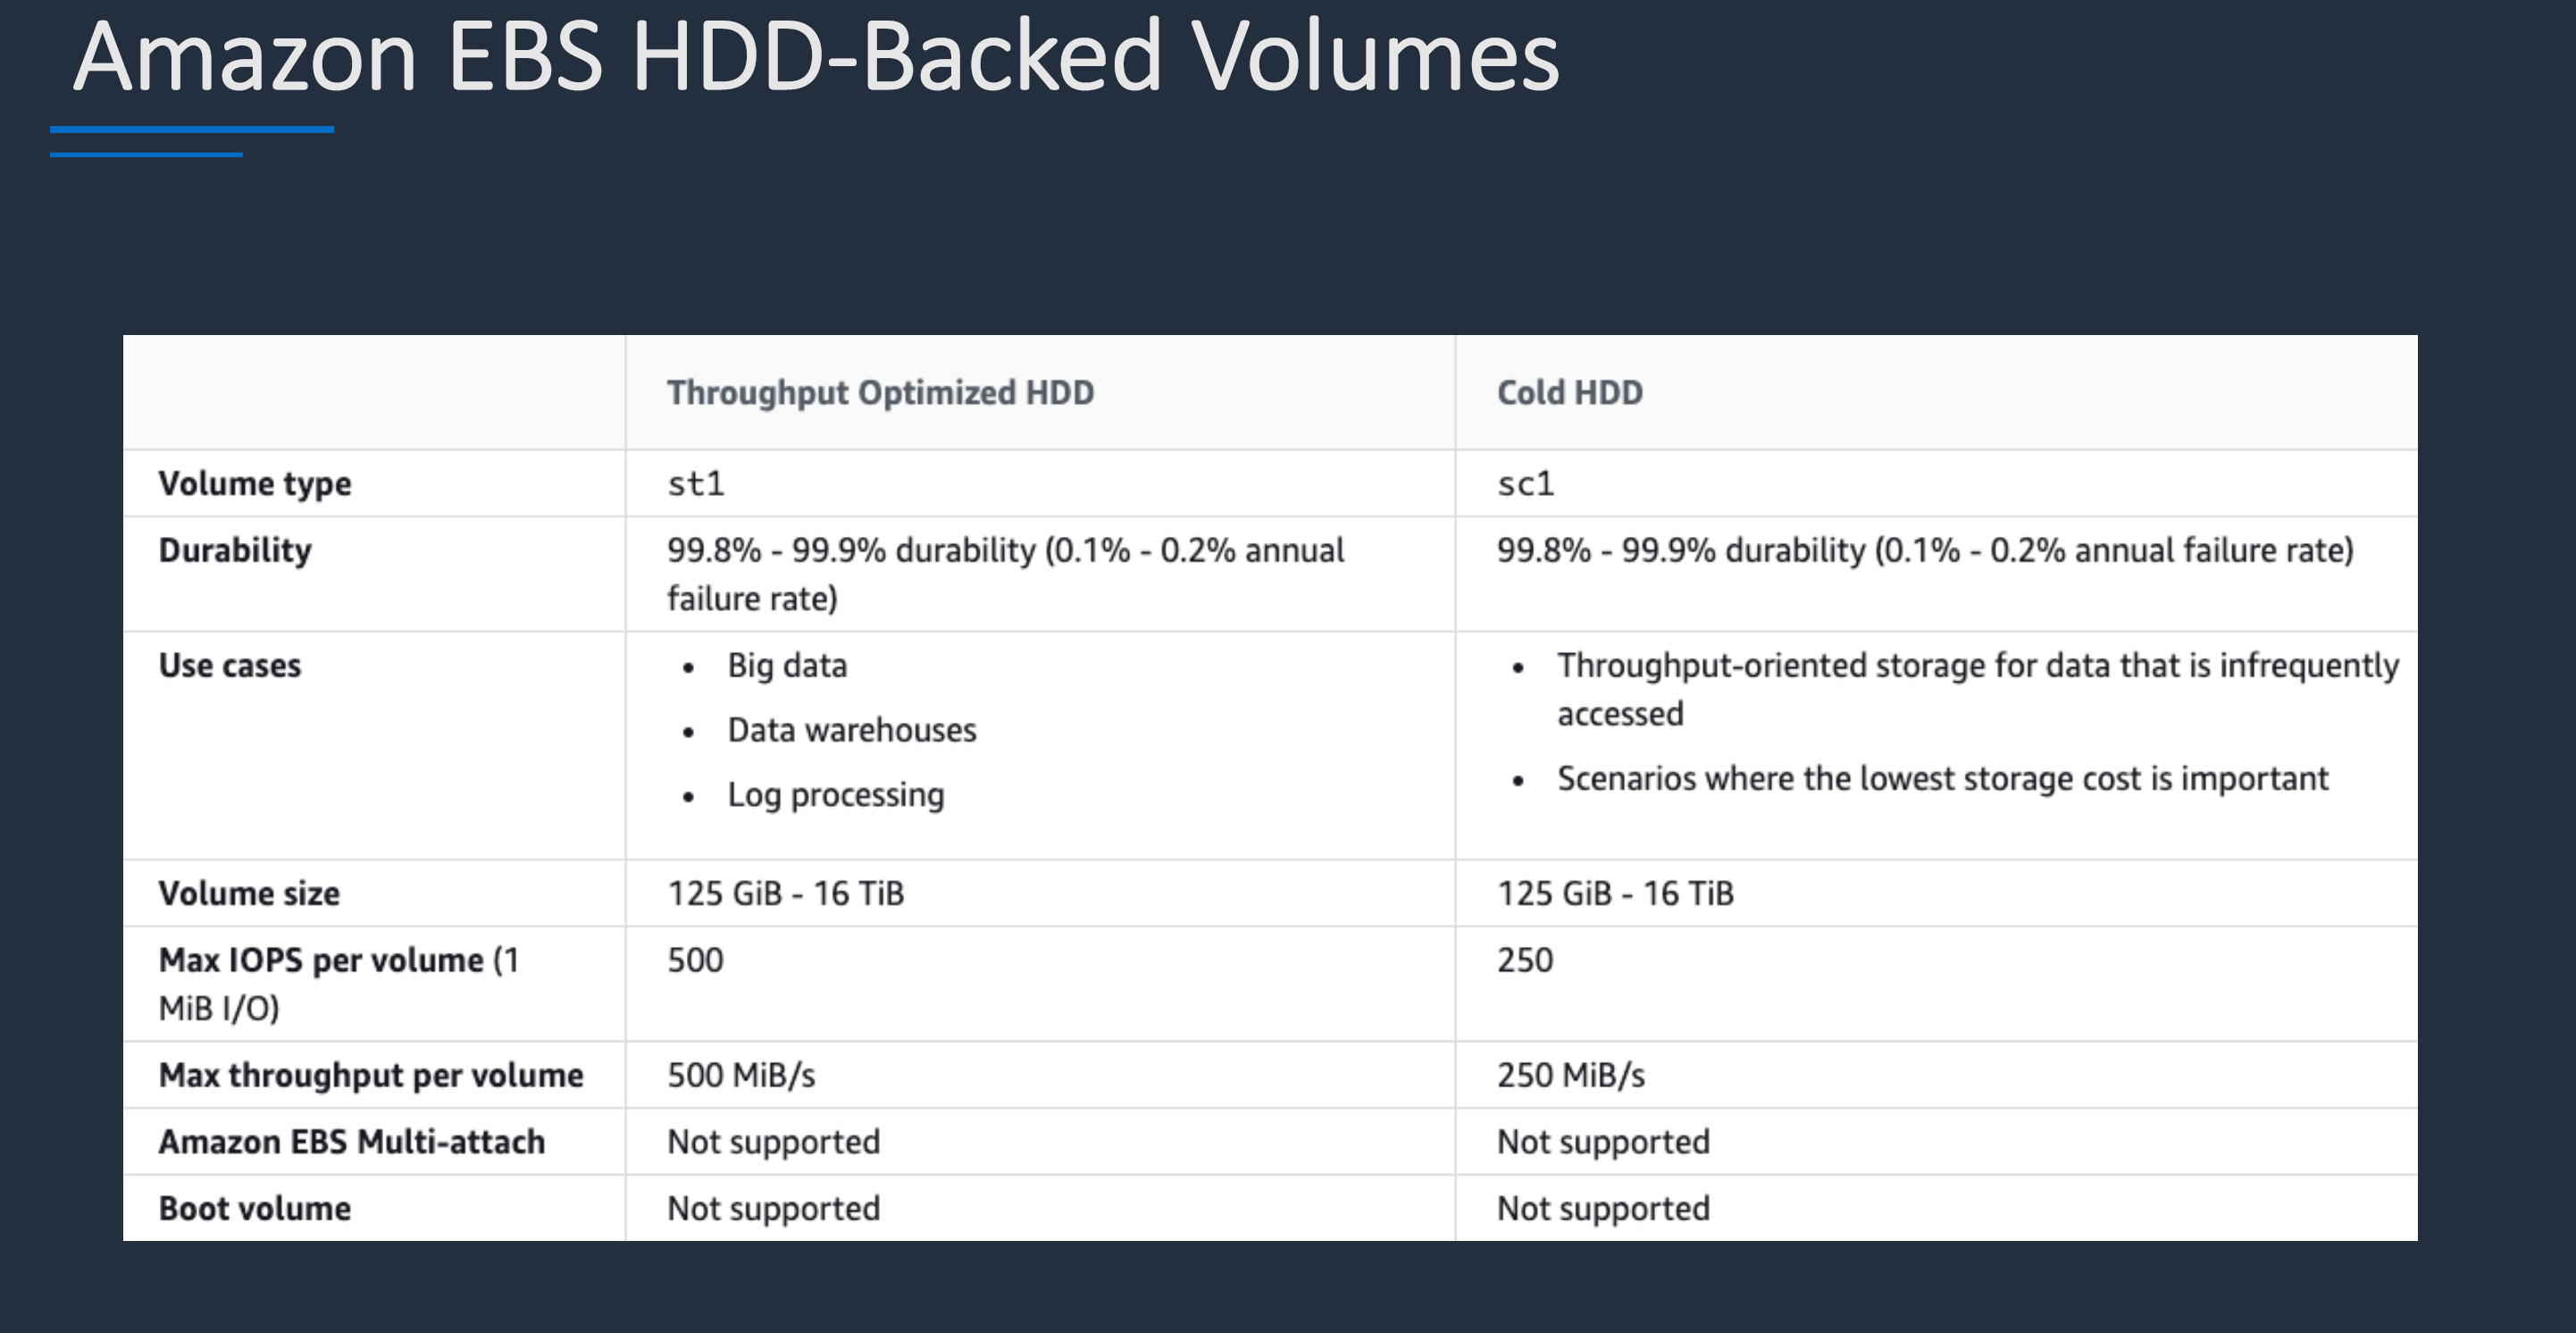 Amazon EBS HDD-Backed Volumes
Throughput Optimized HDD
Cold HDD
Volume type
st1
sc1
Durability
99.8% - 99.9% durability (0.1% - 0.2% annual
failure rate)
99.8% - 99.9% durability (0.1% - 0.2% annual failure rate)
Use cases
• Big data
• Data warehouses
• Log processing
• Throughput-oriented storage for data that is infrequently
accessed
• Scenarios where the lowest storage cost is important
Volume size
125 GiB - 16 TiB
125 GiB - 16 TiB
Max IOPS per volume (1
MiB I/O)
500
250
Max throughput per volume
500 MiB/s
250 MiB/s
Amazon EBS Multi-attach
Not supported
Not supported
Boot volume
Not supported
Not supported